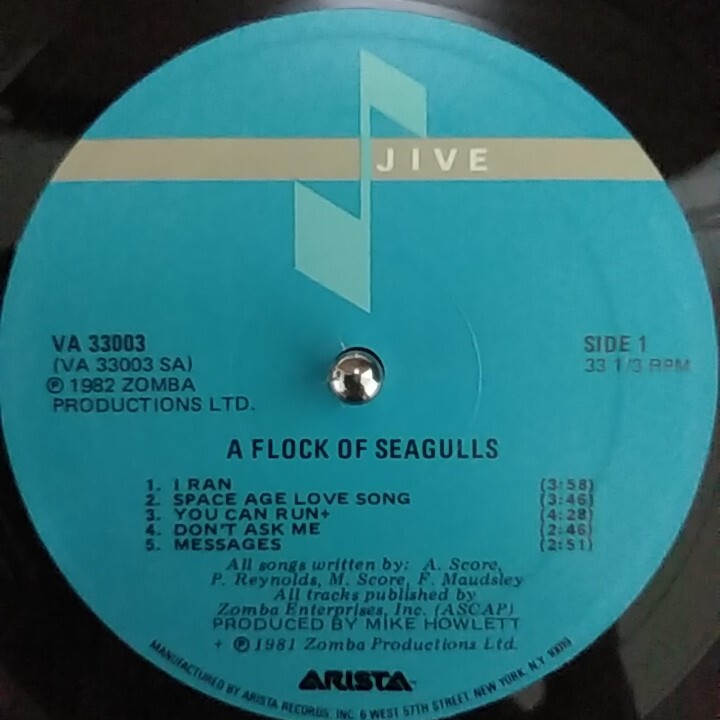 JIVE
VA 33003
(VA 33003 SA)
Ⓟ 1982 ZOMBA
PRODUCTIONS LTD.
SIDE 1
33 1/3 RPM
A FLOCK OF SEAGULLS
1. I RAN (3:58)
2. SPACE AGE LOVE SONG (3:46)
3. YOU CAN RUN+ (4:28)
4. DON'T ASK ME (2:46)
5. MESSAGES (2:51)
All songs written by: A. Score,
P. Reynolds, M. Score, F. Maudsley
All tracks published by
Zomba Enterprises, Inc. (ASCAP)
PRODUCED BY MIKE HOWLETT
+ Ⓟ 1981 Zomba Productions Ltd.
ARISTA
MANUFACTURED BY ARISTA RECORDS, INC. 6 WEST 57TH STREET, NEW YORK, N.Y. 10019